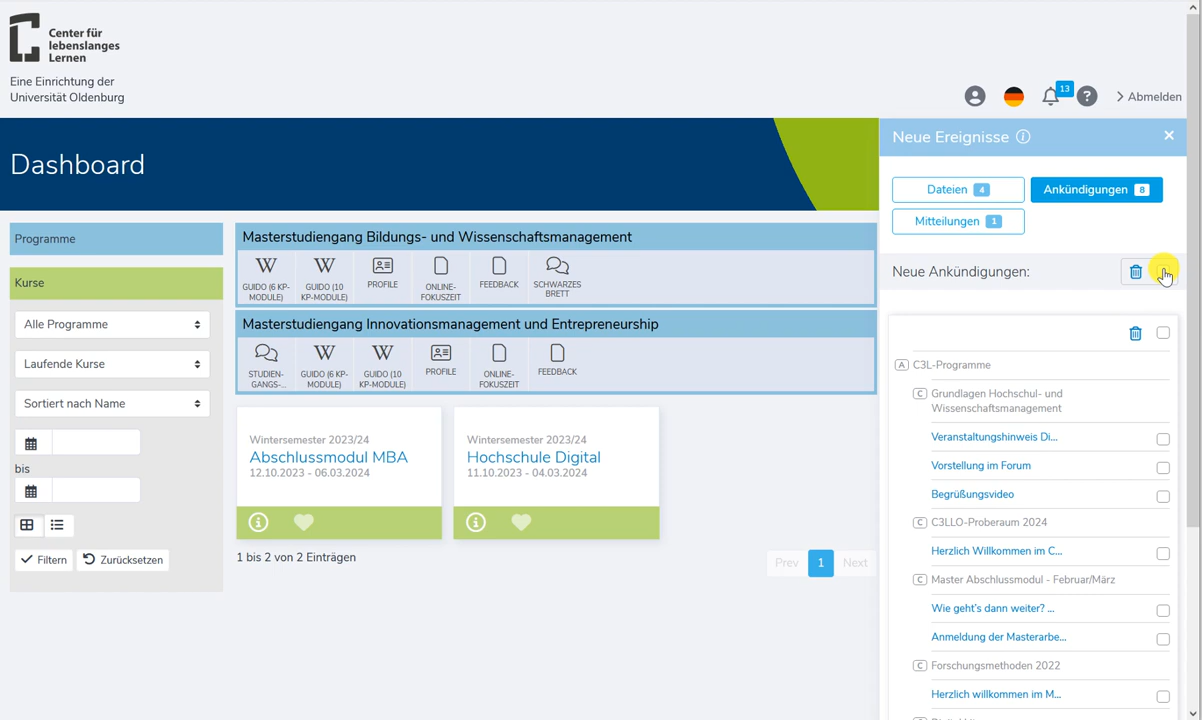 Center für
lebenslanges
Lernen
Eine Einrichtung der
Universität Oldenburg
13
?
Abmelden
Dashboard
Neue Ereignisse
Dateien 4
Ankündigungen 8
Mitteilungen 1
Neue Ankündigungen:
Programme
Kurse
Alle Programme
Laufende Kurse
Sortiert nach Name
bis
Filtern
Zurücksetzen
Masterstudiengang Bildungs- und Wissenschaftsmanagement
GUIDO (6 KP-
MODULE)
GUIDO (10
KP-MODULE)
PROFILE
ONLINE-
FOKUSZEIT
FEEDBACK
SCHWARZES
BRETT
Masterstudiengang Innovationsmanagement und Entrepreneurship
STUDIEN-
GANGS-...
GUIDO (6 KP-
MODULE)
GUIDO (10
KP-MODULE)
PROFILE
ONLINE-
FOKUSZEIT
FEEDBACK
Wintersemester 2023/24
Abschlussmodul MBA
12.10.2023 - 06.03.2024
Wintersemester 2023/24
Hochschule Digital
11.10.2023 - 04.03.2024
1 bis 2 von 2 Einträgen
Prev 1 Next
A C3L-Programme
C Grundlagen Hochschul- und
Wissenschaftsmanagement
Veranstaltungshinweis Di...
Vorstellung im Forum
Begrüßungsvideo
C C3LLO-Proberaum 2024
Herzlich Willkommen im C...
C Master Abschlussmodul - Februar/März
Wie geht's dann weiter? ...
Anmeldung der Masterarbe...
C Forschungsmethoden 2022
Herzlich willkommen im M...